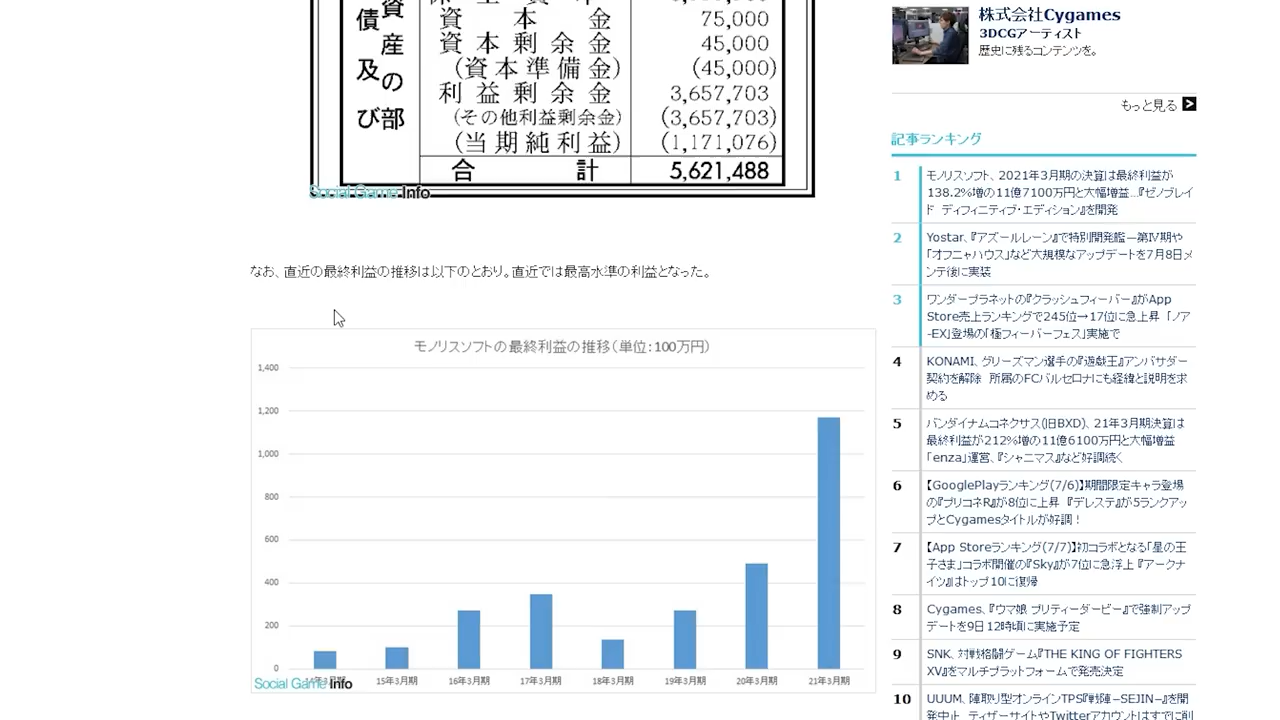 債
及
び
資
産
の
部
資本金 75,000
資本剰余金 45,000
(資本準備金) (45,000)
利益剰余金 3,657,703
(その他利益剰余金) (3,657,703)
(当期純利益) (1,171,076)
合計 5,621,488
Social Game Info
なお、直近の最終利益の推移は以下のとおり。直近では最高水準の利益となった。
モノリスソフトの最終利益の推移(単位:100万円)
1,400
1,200
1,000
800
600
400
200
0
15年3月期 16年3月期 17年3月期 18年3月期 19年3月期 20年3月期 21年3月期
Social Game Info
株式会社Cygames
3DCGアーティスト
歴史に残るコンテンツを。
もっと見る
記事ランキング
1 モノリスソフト、2021年3月期の決算は最終利益が
138.2%増の11億7100万円と大幅増益…『ゼノブレイ
ド ディフィニティブ・エディション』を開発
2 Yostar、『アズールレーン』で特別開発艦—第Ⅳ期や
「オフニャハウス」など大規模なアップデートを7月8日メ
ンテ後に実装
3 ワンダープラネットの『クラッシュフィーバー』がApp
Store売上ランキングで245位→17位に急上昇 「ノア
-EX」登場の「極フィーバーフェス」実施で
4 KONAMI、グリーズマン選手の『遊戯王』アンバサダー
契約を解除 所属のFCバルセロナにも経緯と説明を求
める
5 バンダイナムコネクサス(旧BXD)、21年3月期決算は
最終利益が212%増の11億6100万円と大幅増益
「enza」運営、『シャニマス』など好調続く
6 【GooglePlayランキング(7/6)】期間限定キャラ登場
の『プリコネR』が8位に上昇 『デレステ』が5ランクアッ
プとCygamesタイトルが好調!
7 【App Storeランキング(7/7)】初コラボとなる「星の王
子さま」コラボ開催の『Sky』が7位に急浮上 『アークナ
イツ』はトップ10に復帰
8 Cygames、『ウマ娘 プリティーダービー』で強制アップ
デートを9日12時頃に実施予定
9 SNK、対戦格闘ゲーム『THE KING OF FIGHTERS
XV』をマルチプラットフォームで発売決定
10 UUUM、陣取り型オンラインTPS『戦陣−SEJIN−』を開
発中止 ティザーサイトやTwitterアカウントはすでに削